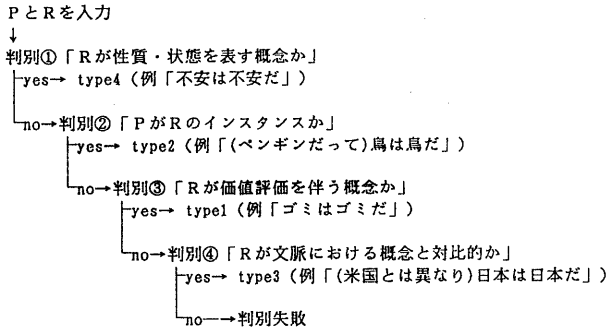 PとRを入力
↓
判別①「Rが性質・状態を表す概念か」
yes→ type4 (例「不安は不安だ」)
no→判別②「PがRのインスタンスか」
yes→ type2 (例「(ペンギンだって)鳥は鳥だ」)
no→判別③「Rが価値評価を伴う概念か」
yes→ type1 (例「ゴミはゴミだ」)
no→判別④「Rが文脈における概念と対比的か」
yes→ type3 (例「(米国とは異なり)日本は日本だ」)
no─→判別失敗